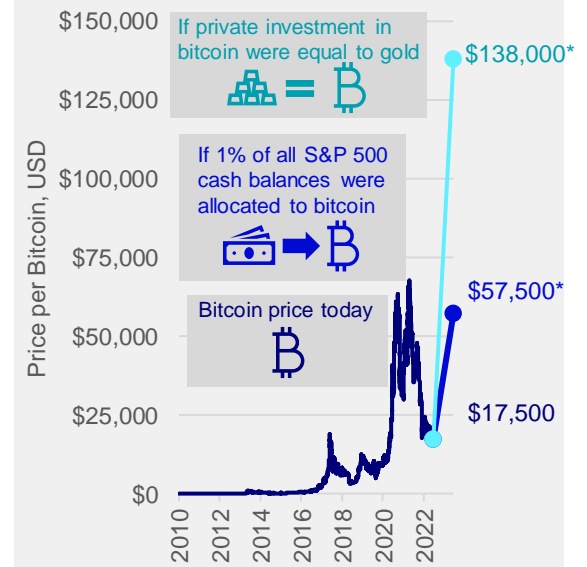 Price per Bitcoin, USD
$150,000
$125,000
$100,000
$75,000
$50,000
$25,000
$0
If private investment in
bitcoin were equal to gold
$138,000*
If 1% of all S&P 500
cash balances were
allocated to bitcoin
$57,500*
Bitcoin price today
$17,500
2010
2012
2014
2016
2018
2020
2022